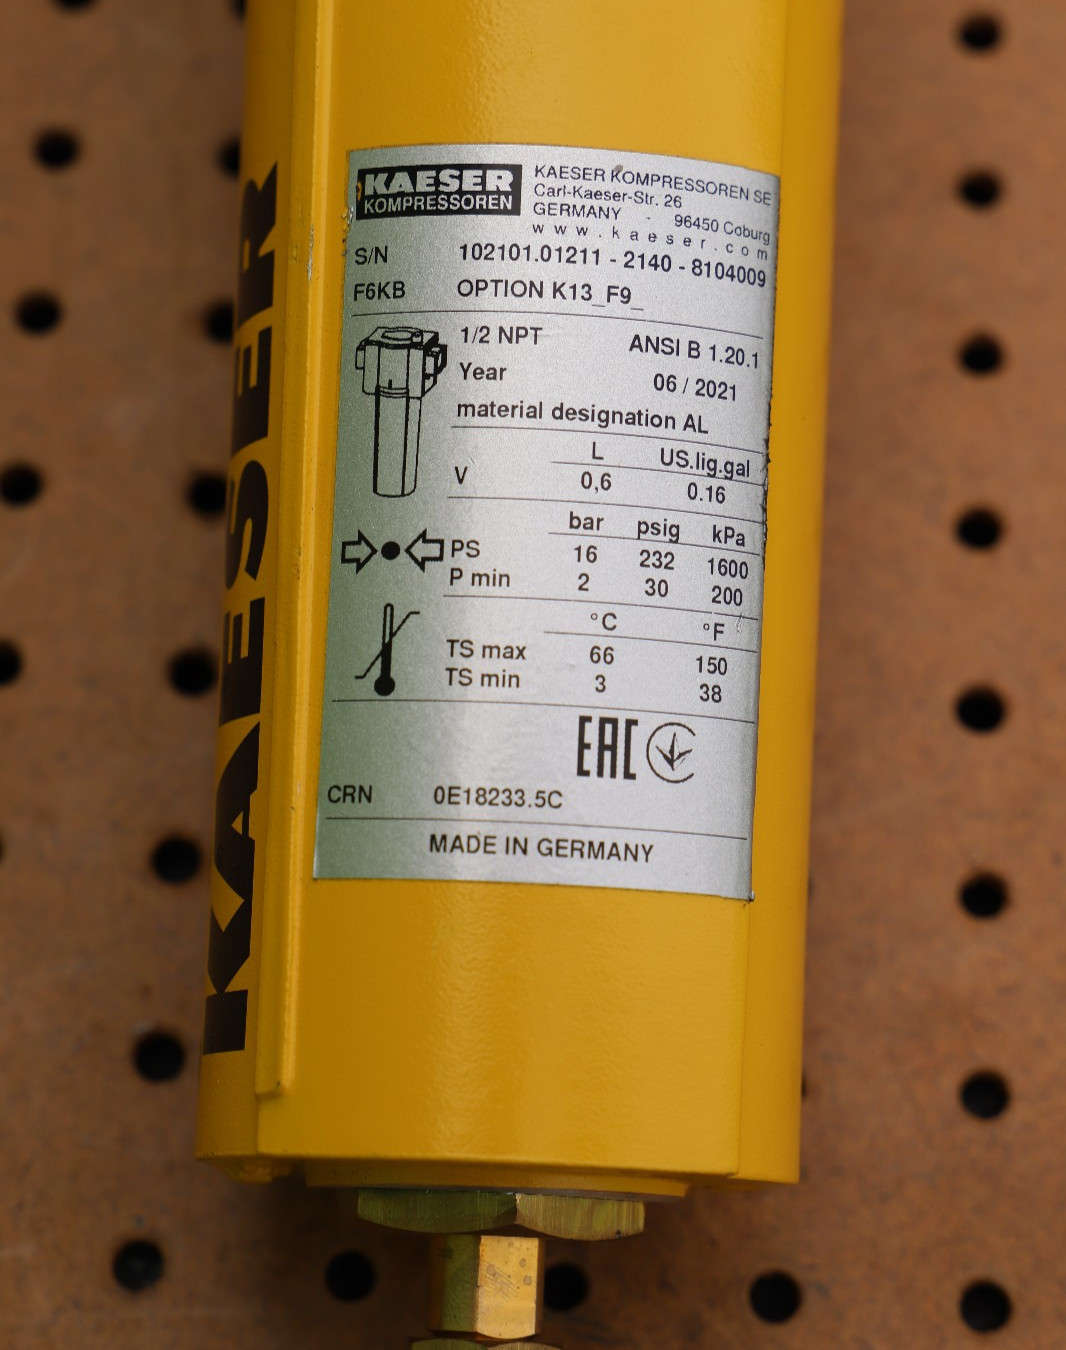 KAESER
KAESER
KOMPRESSOREN
KAESER KOMPRESSOREN SE
Carl-Kaeser-Str. 26
GERMANY - 96450 Coburg
www.kaeser.com
S/N 102101.01211 - 2140 - 8104009
F6KB OPTION K13_F9_
1/2 NPT ANSI B 1.20.1
Year 06 / 2021
material designation AL
L US.lig.gal
V 0,6 0.16
bar psig kPa
PS 16 232 1600
P min 2 30 200
°C °F
TS max 66 150
TS min 3 38
EAC
CRN 0E18233.5C
MADE IN GERMANY